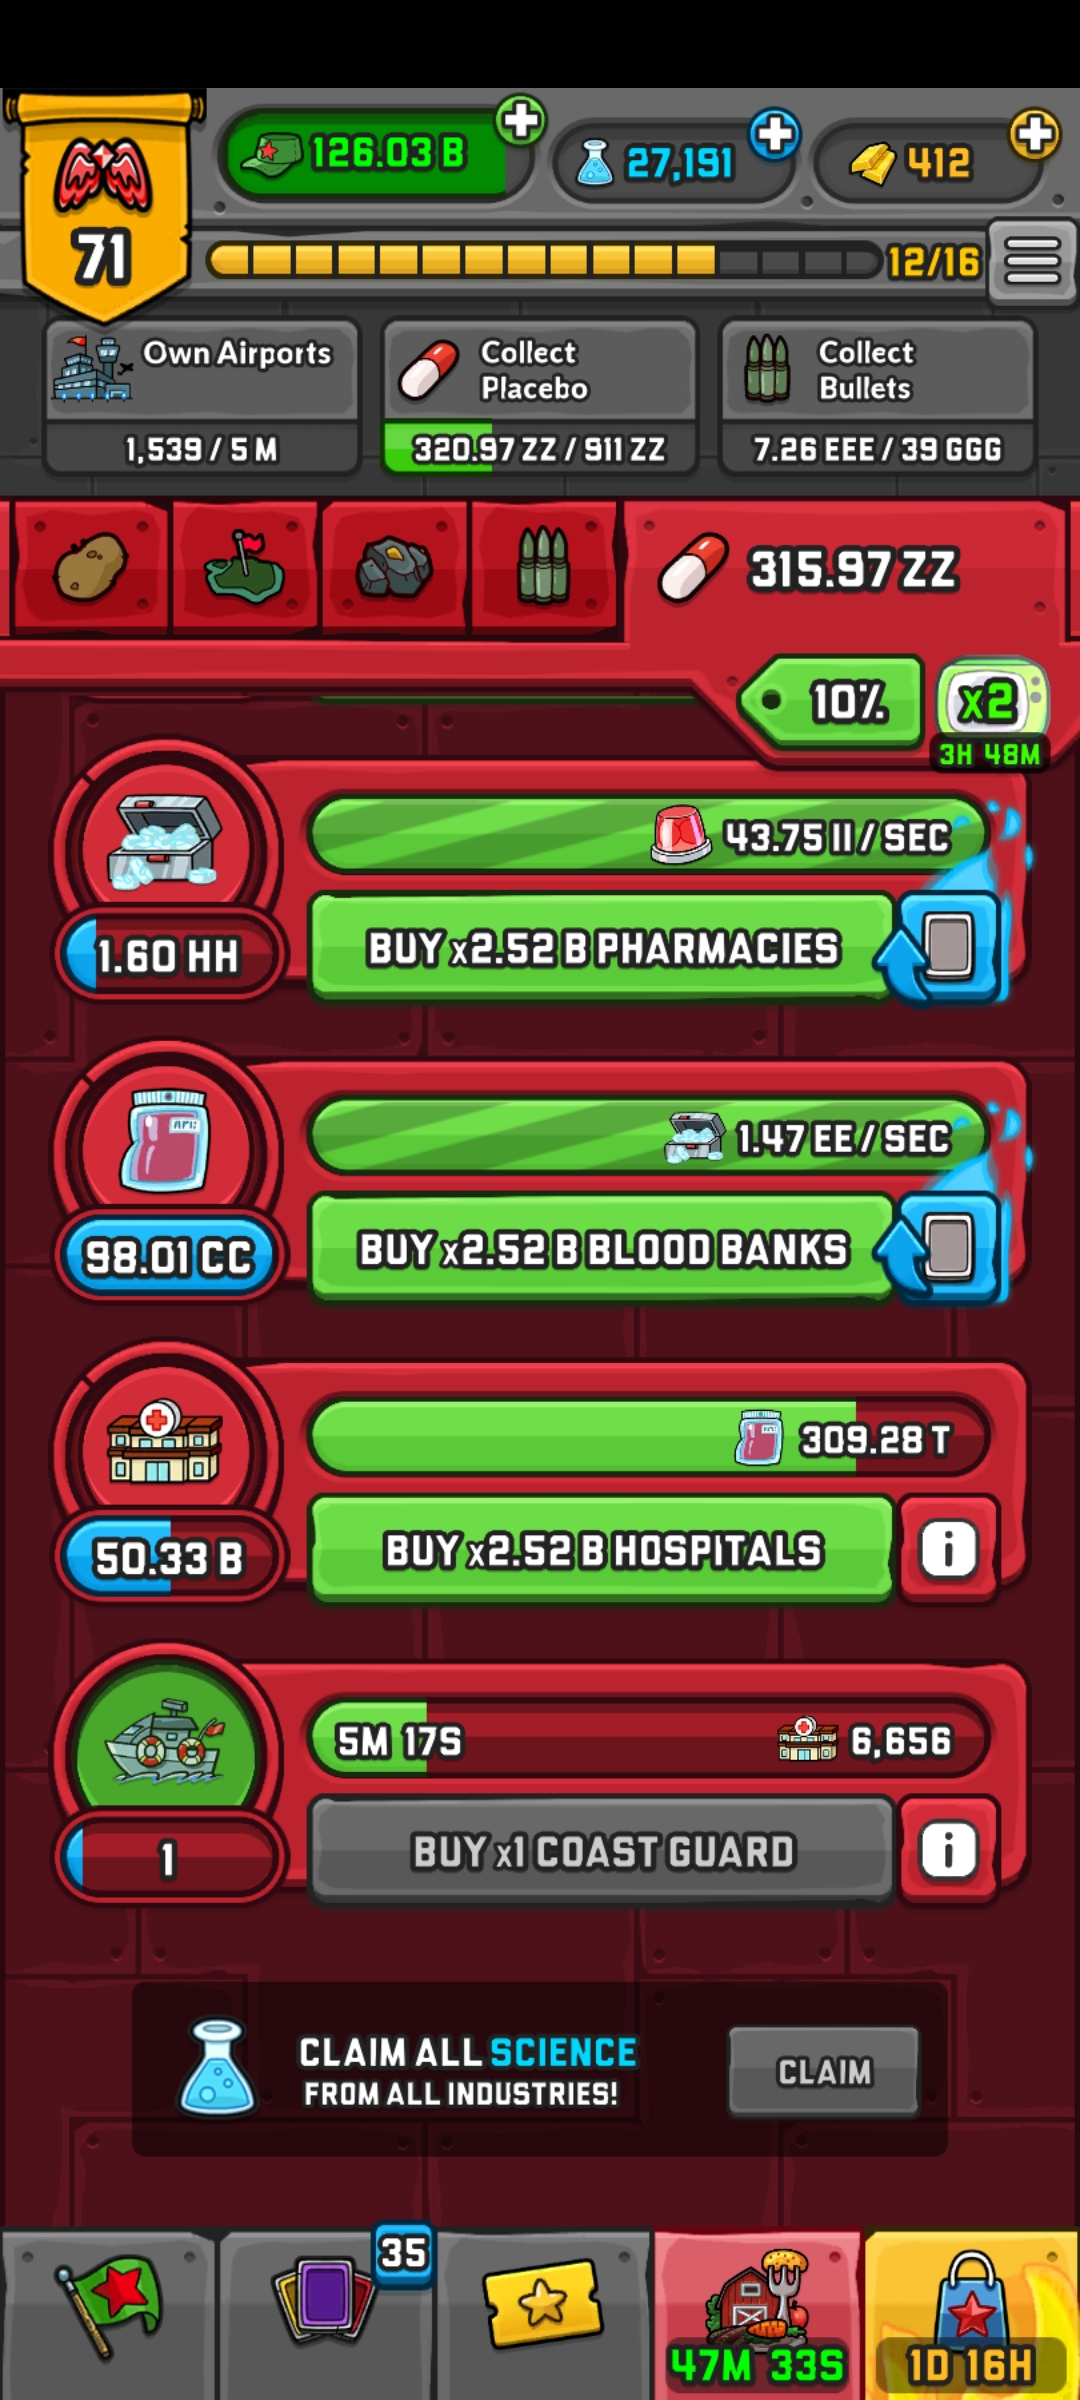 126.03 B
27,191
412
71
12/16
Own Airports
1,539 / 5 M
Collect
Placebo
320.97 ZZ / 911 ZZ
Collect
Bullets
7.26 EEE / 39 GGG
315.97 ZZ
10%
x2
3H 48M
43.75 II / SEC
1.60 HH
BUY x2.52 B PHARMACIES
1.47 EE / SEC
98.01 CC
BUY x2.52 B BLOOD BANKS
309.28 T
50.33 B
BUY x2.52 B HOSPITALS
i
5M 17S
6,656
1
BUY x1 COAST GUARD
i
CLAIM ALL SCIENCE
FROM ALL INDUSTRIES!
CLAIM
35
47M 33S
1D 16H